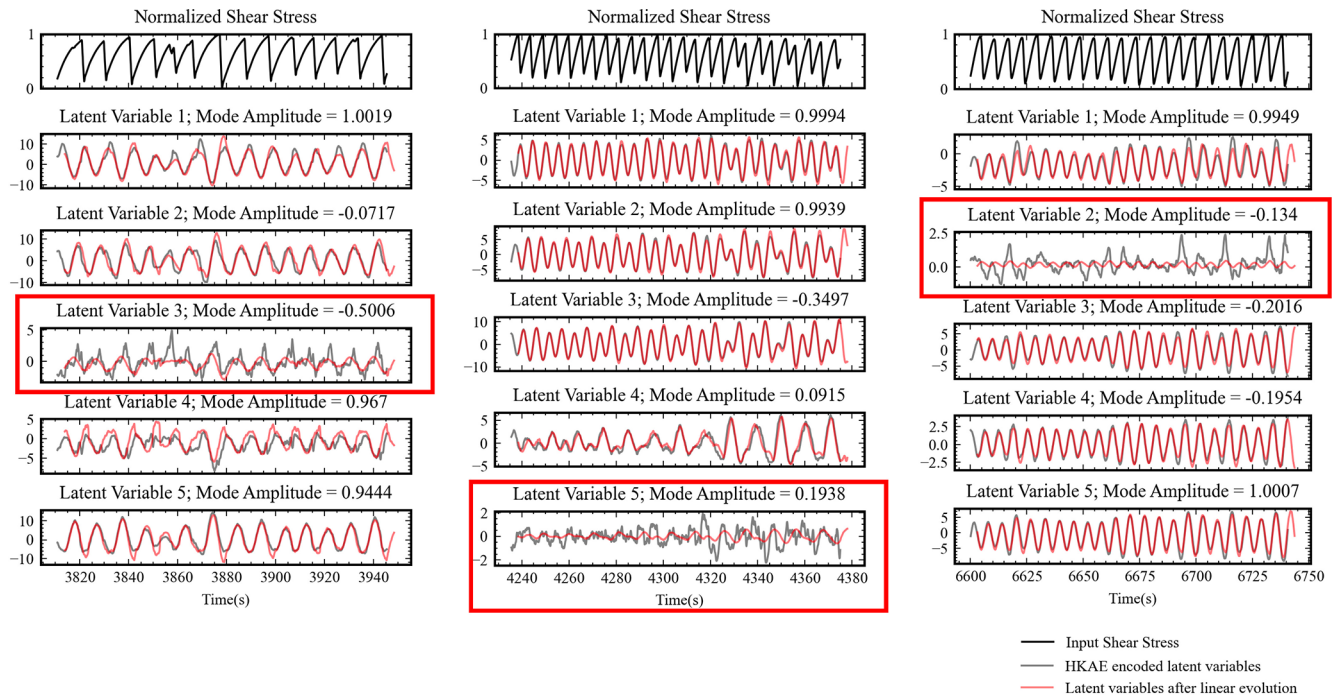 Normalized Shear Stress
1
0
Latent Variable 1; Mode Amplitude = 1.0019
10
0
−10
Latent Variable 2; Mode Amplitude = -0.0717
10
0
−10
Latent Variable 3; Mode Amplitude = -0.5006
5
0
Latent Variable 4; Mode Amplitude = 0.967
5
0
−5
Latent Variable 5; Mode Amplitude = 0.9444
10
0
−10
3820 3840 3860 3880 3900 3920 3940
Time(s)
Normalized Shear Stress
1
0
Latent Variable 1; Mode Amplitude = 0.9994
5
0
−5
Latent Variable 2; Mode Amplitude = 0.9939
5
0
−5
Latent Variable 3; Mode Amplitude = -0.3497
10
0
−10
Latent Variable 4; Mode Amplitude = 0.0915
5
0
−5
Latent Variable 5; Mode Amplitude = 0.1938
2
0
−2
4240 4260 4280 4300 4320 4340 4360 4380
Time(s)
Normalized Shear Stress
1
0
Latent Variable 1; Mode Amplitude = 0.9949
0
−5
Latent Variable 2; Mode Amplitude = -0.134
2.5
0.0
Latent Variable 3; Mode Amplitude = -0.2016
5
0
−5
Latent Variable 4; Mode Amplitude = -0.1954
2.5
0.0
−2.5
Latent Variable 5; Mode Amplitude = 1.0007
5
0
−5
6600 6625 6650 6675 6700 6725 6750
Time(s)
Input Shear Stress
HKAE encoded latent variables
Latent variables after linear evolution